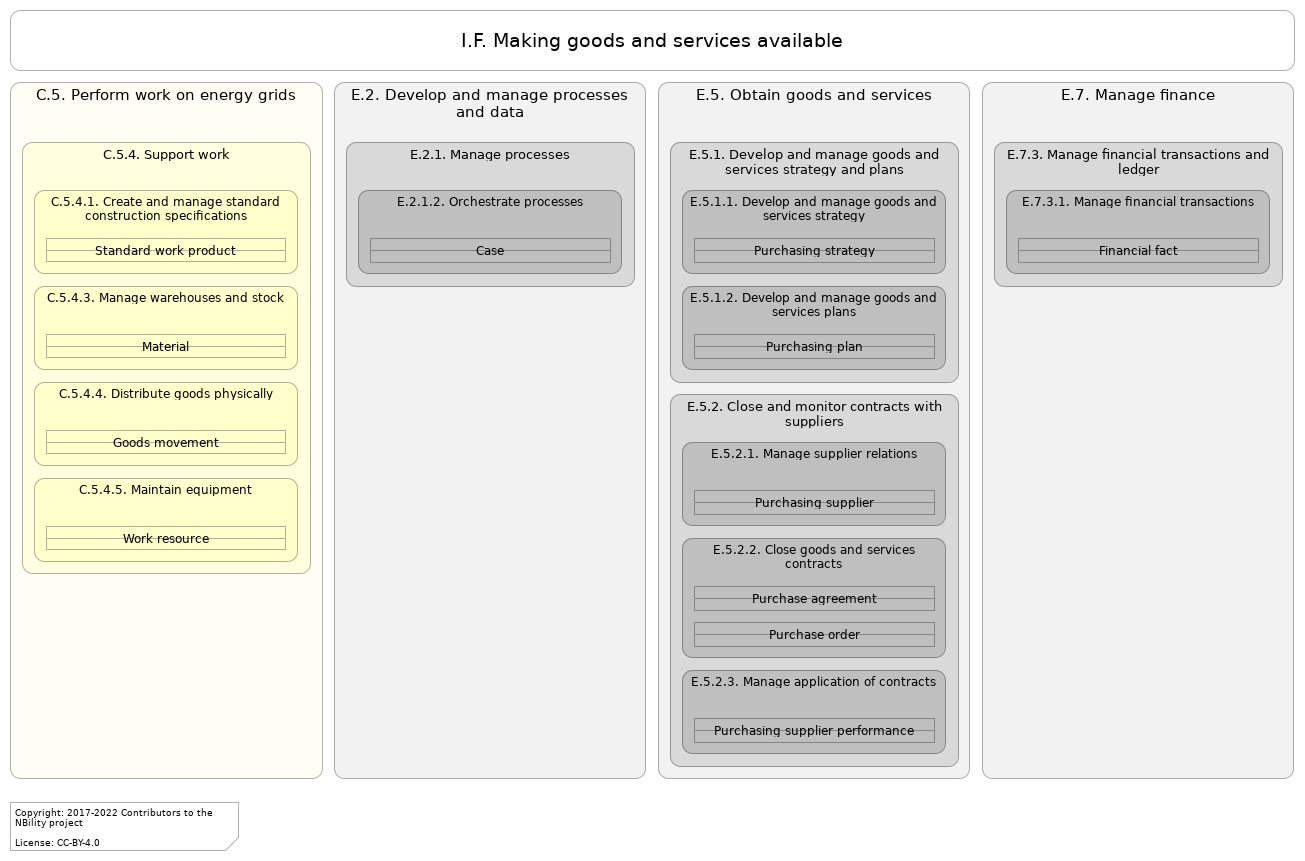 I.F. Making goods and services available
C.5. Perform work on energy grids
C.5.4. Support work
C.5.4.1. Create and manage standard
construction specifications
Standard work product
C.5.4.3. Manage warehouses and stock
Material
C.5.4.4. Distribute goods physically
Goods movement
C.5.4.5. Maintain equipment
Work resource
E.2. Develop and manage processes
and data
E.2.1. Manage processes
E.2.1.2. Orchestrate processes
Case
E.5. Obtain goods and services
E.5.1. Develop and manage goods and
services strategy and plans
E.5.1.1. Develop and manage goods and
services strategy
Purchasing strategy
E.5.1.2. Develop and manage goods and
services plans
Purchasing plan
E.5.2. Close and monitor contracts with
suppliers
E.5.2.1. Manage supplier relations
Purchasing supplier
E.5.2.2. Close goods and services
contracts
Purchase agreement
Purchase order
E.5.2.3. Manage application of contracts
Purchasing supplier performance
E.7. Manage finance
E.7.3. Manage financial transactions and
ledger
E.7.3.1. Manage financial transactions
Financial fact
Copyright: 2017-2022 Contributors to the
NBility project
License: CC-BY-4.0